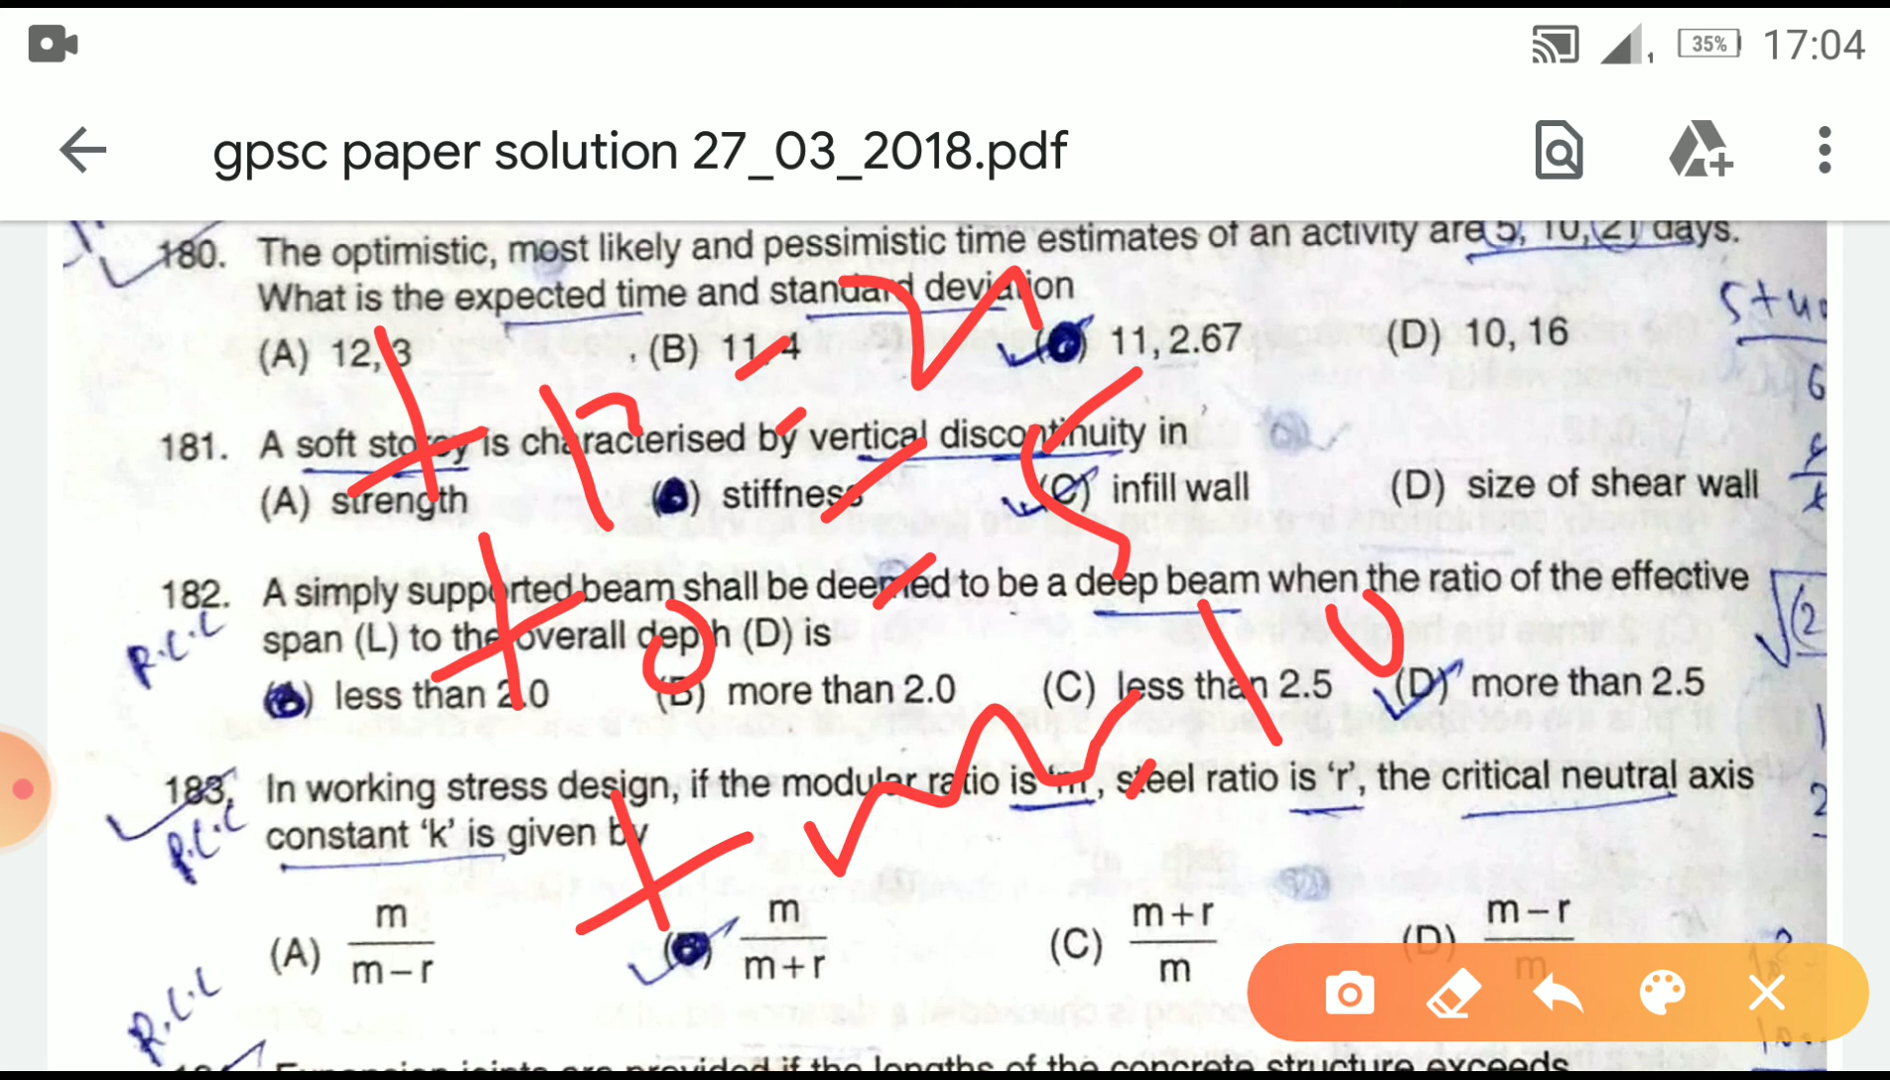 35% 17:04
gpsc paper solution 27_03_2018.pdf
180. The optimistic, most likely and pessimistic time estimates of an activity are 5, 10, 21 days.
What is the expected time and standard deviation
(A) 12, 3 (B) 11, 4 11, 2.67 (D) 10, 16
181. A soft storey is characterised by vertical discontinuity in
(A) strength (B) stiffness (C) infill wall (D) size of shear wall
182. A simply supported beam shall be deemed to be a deep beam when the ratio of the effective
R.C.C span (L) to the overall depth (D) is
(A) less than 2.0 (B) more than 2.0 (C) less than 2.5 (D) more than 2.5
183. In working stress design, if the modular ratio is 'm', steel ratio is 'r', the critical neutral axis
R.C.C constant 'k' is given by
(A) m / m – r m / m + r (C) m + r / m (D) m – r / m
R.C.C
Expansion joints are provided if the lengths of the concrete structure exceeds